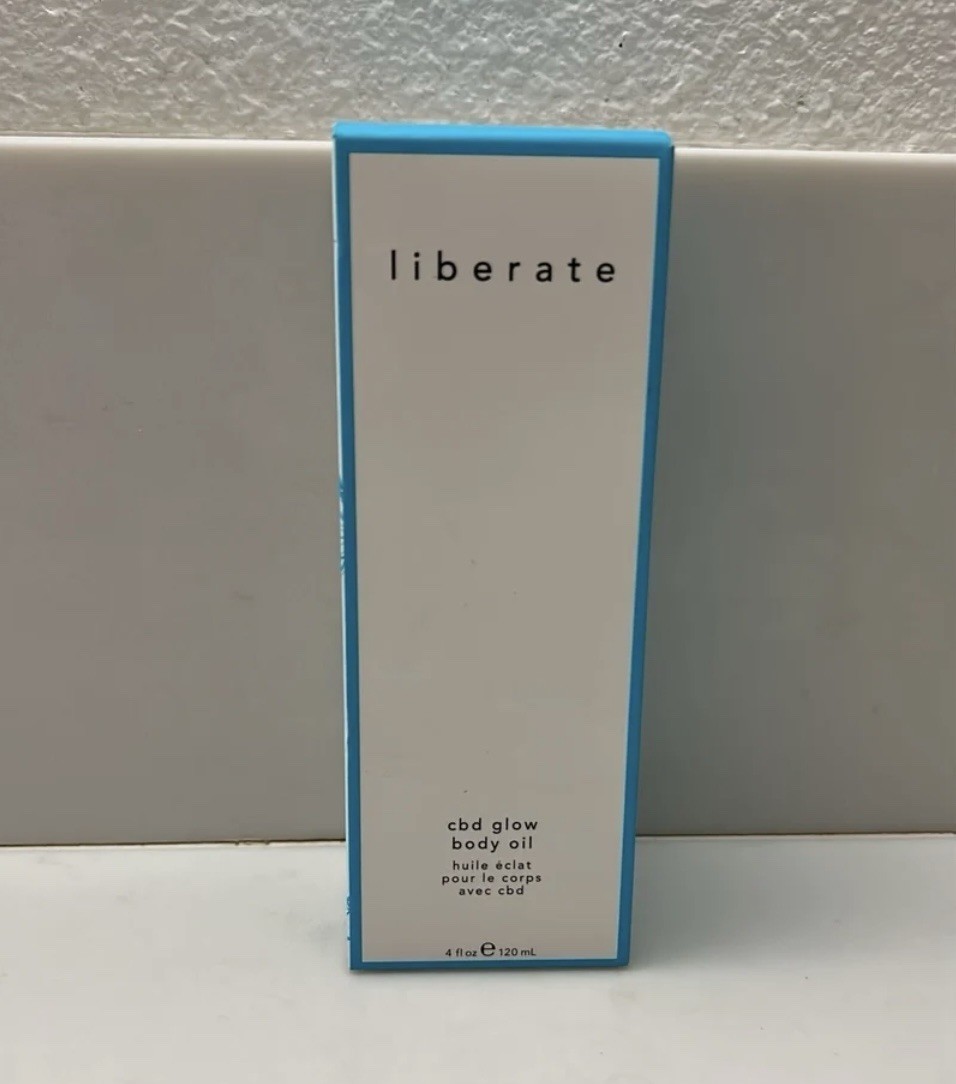 liberate
cbd glow
body oil
huile éclat
pour le corps
avec cbd
4 fl oz e 120 mL